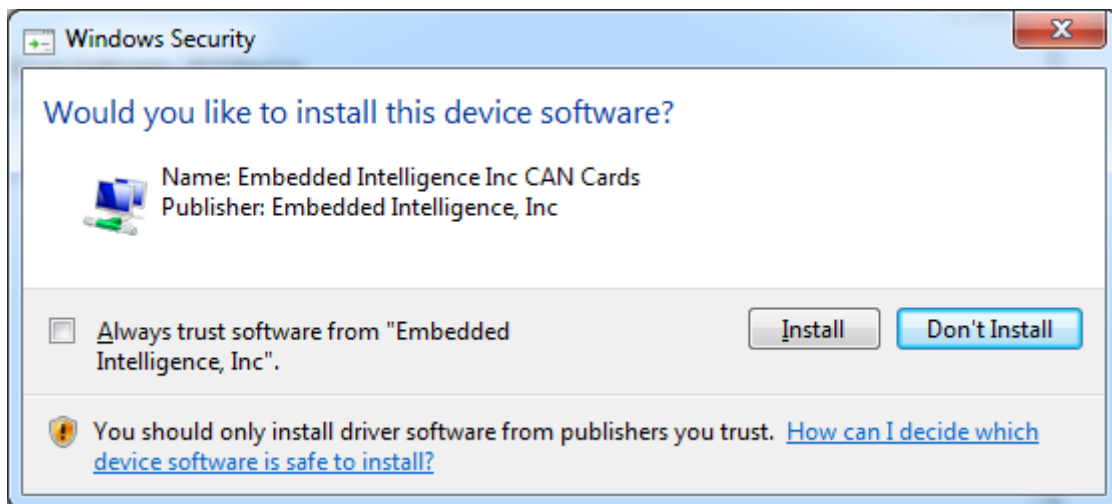 Windows Security
Would you like to install this device software?
Name: Embedded Intelligence Inc CAN Cards
Publisher: Embedded Intelligence, Inc
Always trust software from "Embedded
Intelligence, Inc".
Install
Don't Install
You should only install driver software from publishers you trust. How can I decide which
device software is safe to install?